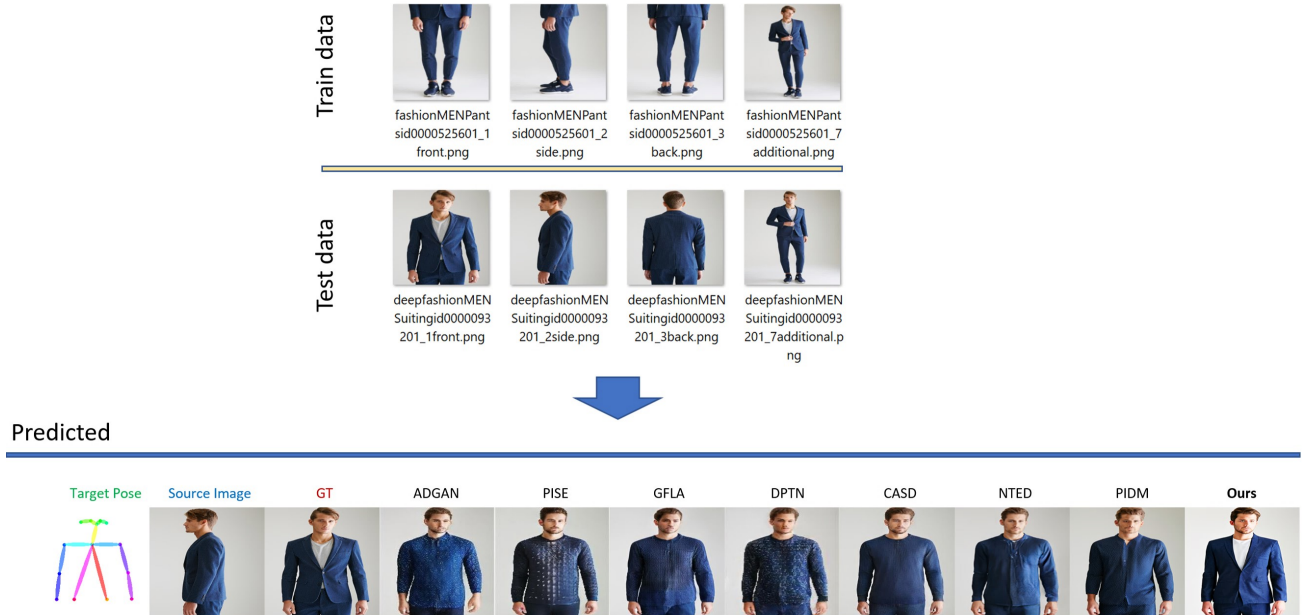 Train data
fashionMENPant
sid0000525601_1
front.png
fashionMENPant
sid0000525601_2
side.png
fashionMENPant
sid0000525601_3
back.png
fashionMENPant
sid0000525601_7
additional.png
Test data
deepfashionMEN
Suitingid0000093
201_1front.png
deepfashionMEN
Suitingid0000093
201_2side.png
deepfashionMEN
Suitingid0000093
201_3back.png
deepfashionMEN
Suitingid0000093
201_7additional.p
ng
Predicted
Target Pose Source Image GT ADGAN PISE GFLA DPTN CASD NTED PIDM Ours